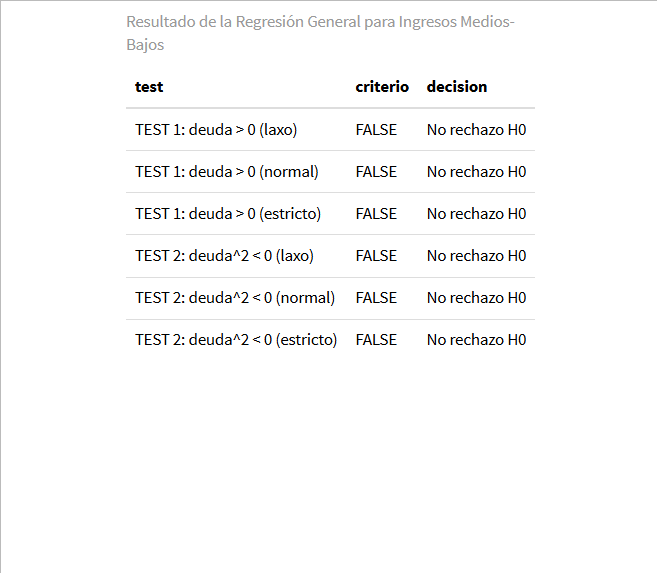 Resultado de la Regresión General para Ingresos Medios-
Bajos
test criterio decision
TEST 1: deuda > 0 (laxo) FALSE No rechazo H0
TEST 1: deuda > 0 (normal) FALSE No rechazo H0
TEST 1: deuda > 0 (estricto) FALSE No rechazo H0
TEST 2: deuda^2 < 0 (laxo) FALSE No rechazo H0
TEST 2: deuda^2 < 0 (normal) FALSE No rechazo H0
TEST 2: deuda^2 < 0 (estricto) FALSE No rechazo H0